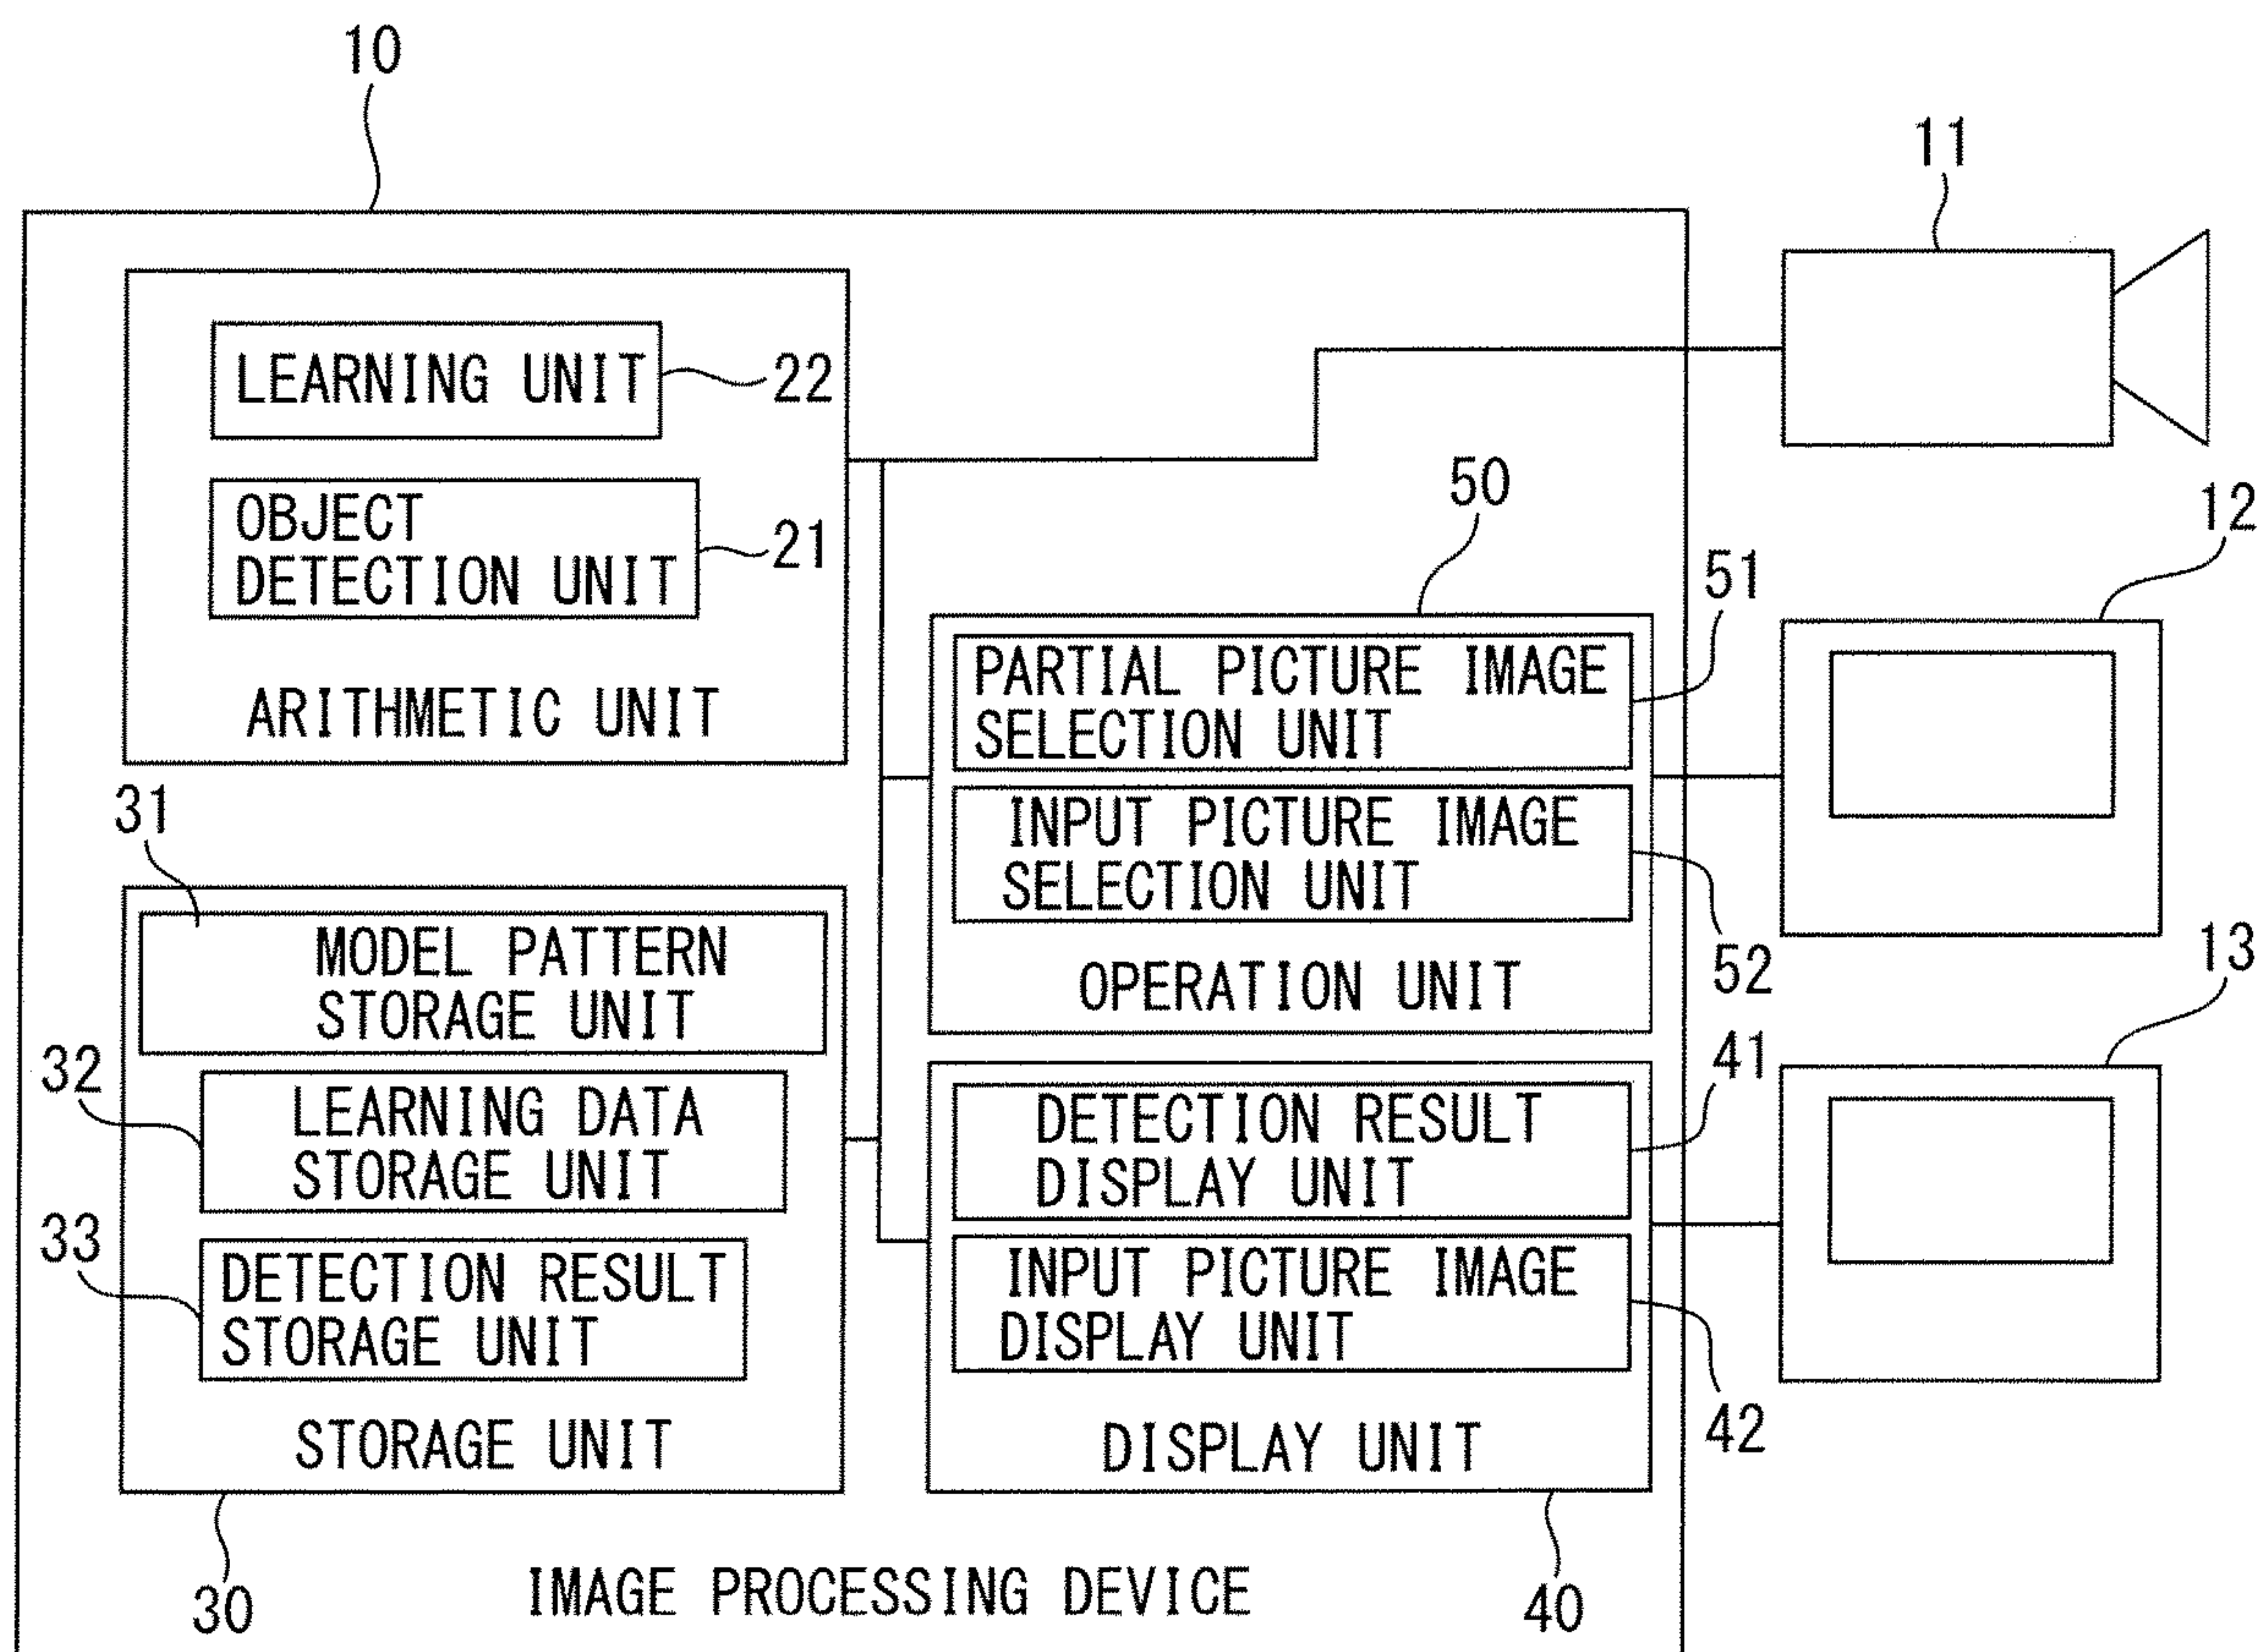 10
11
LEARNING UNIT
22
OBJECT
DETECTION UNIT
21
ARITHMETIC UNIT
50
12
51
PARTIAL PICTURE IMAGE
SELECTION UNIT
INPUT PICTURE IMAGE
SELECTION UNIT
52
OPERATION UNIT
31
MODEL PATTERN
STORAGE UNIT
32
LEARNING DATA
STORAGE UNIT
33
DETECTION RESULT
STORAGE UNIT
STORAGE UNIT
30
13
41
DETECTION RESULT
DISPLAY UNIT
INPUT PICTURE IMAGE
DISPLAY UNIT
42
DISPLAY UNIT
40
IMAGE PROCESSING DEVICE